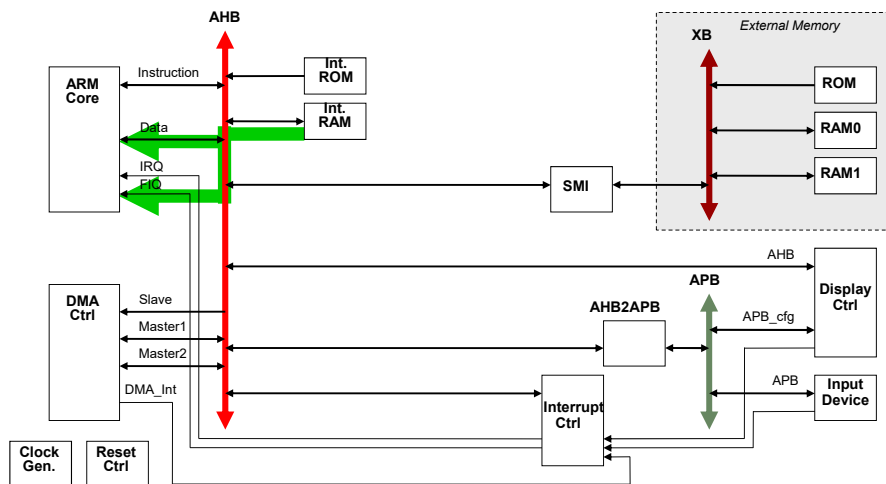 AHB
External Memory
XB
ARM
Core
Instruction
Int.
ROM
ROM
Data
Int.
RAM
RAM0
IRQ
FIQ
SMI
RAM1
AHB
APB
DMA
Ctrl
Slave
Master1
Master2
DMA_Int
AHB2APB
APB_cfg
Display
Ctrl
APB
Input
Device
Interrupt
Ctrl
Clock
Gen.
Reset
Ctrl